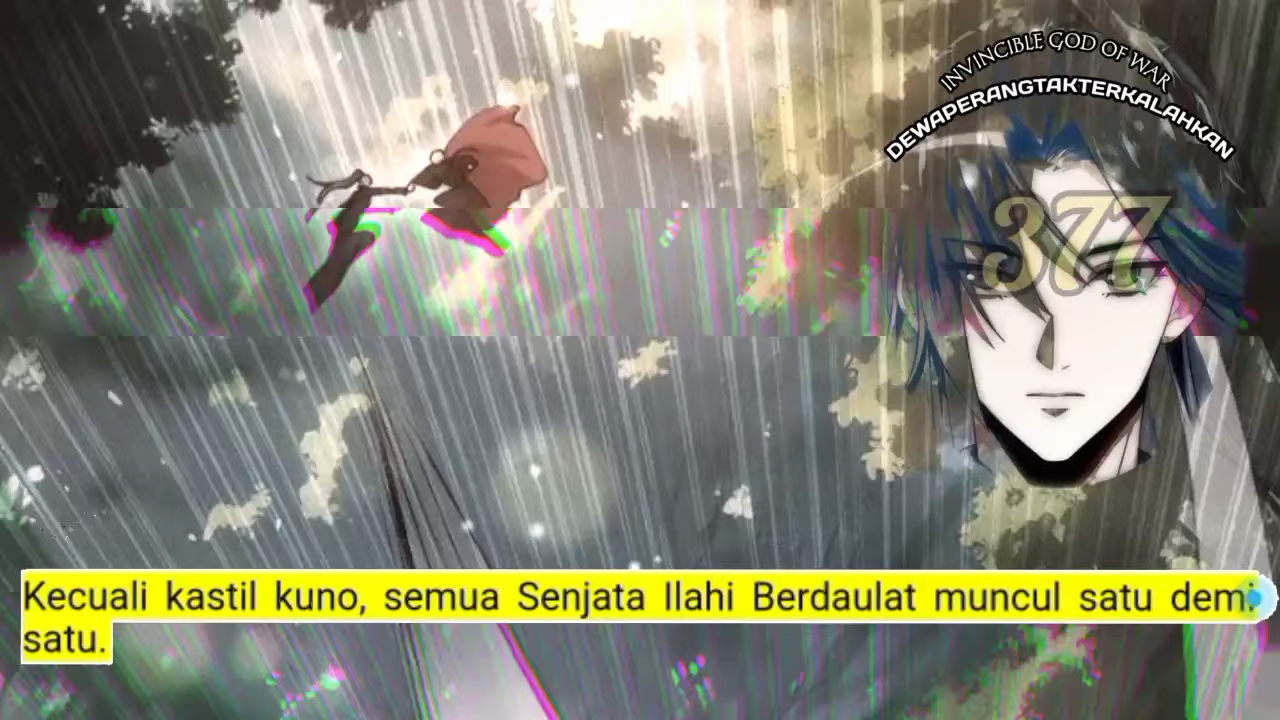 INVINCIBLE GOD OF WAR
DEWAPERANGTAKTERKALAHKAN
377
Kecuali kastil kuno, semua Senjata Ilahi Berdaulat muncul satu demi
satu.